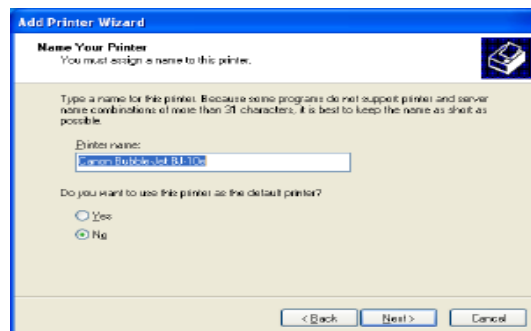 Add Printer Wizard
Name Your Printer
You must assign a name to this printer.
Type a name for this printer. Because some programs do not support printer and server
name combinations of more than 31 characters, it is best to keep the name as short as
possible.
Printer name:
Canon Bubble-Jet BJ-10e
Do you want to use this printer as the default printer?
Yes
No
< Back
Next >
Cancel